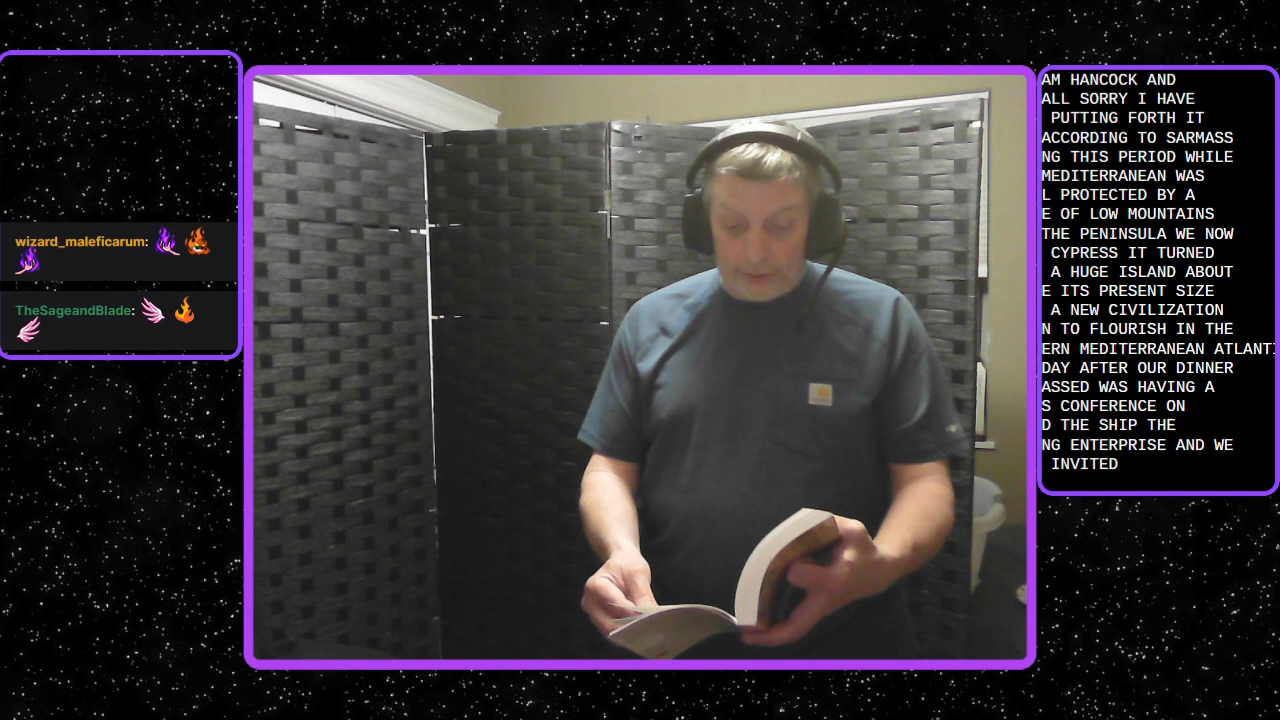 wizard_maleficarum:
TheSageandBlade:
AM HANCOCK AND
ALL SORRY I HAVE
PUTTING FORTH IT
ACCORDING TO SARMASS
NG THIS PERIOD WHILE
MEDITERRANEAN WAS
L PROTECTED BY A
E OF LOW MOUNTAINS
THE PENINSULA WE NOW
CYPRESS IT TURNED
A HUGE ISLAND ABOUT
E ITS PRESENT SIZE
A NEW CIVILIZATION
N TO FLOURISH IN THE
ERN MEDITERRANEAN ATLANTI
DAY AFTER OUR DINNER
ASSED WAS HAVING A
S CONFERENCE ON
D THE SHIP THE
NG ENTERPRISE AND WE
INVITED